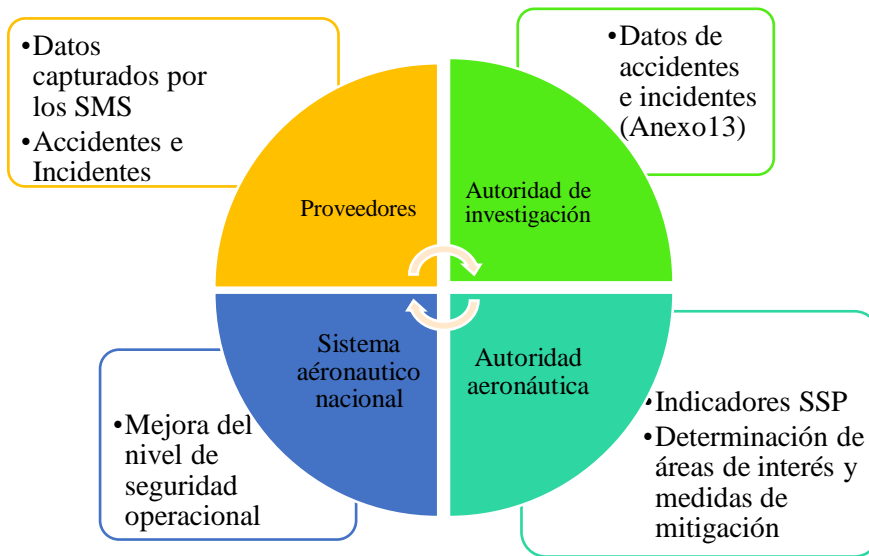 •Datos
capturados por
los SMS
•Accidentes e
Incidentes
•Datos de
accidentes
e incidentes
(Anexo13)
Proveedores
Autoridad de
investigación
Sistema
aéronautico
nacional
Autoridad
aeronáutica
•Mejora del
nivel de
seguridad
operacional
•Indicadores SSP
•Determinación de
áreas de interés y
medidas de
mitigación